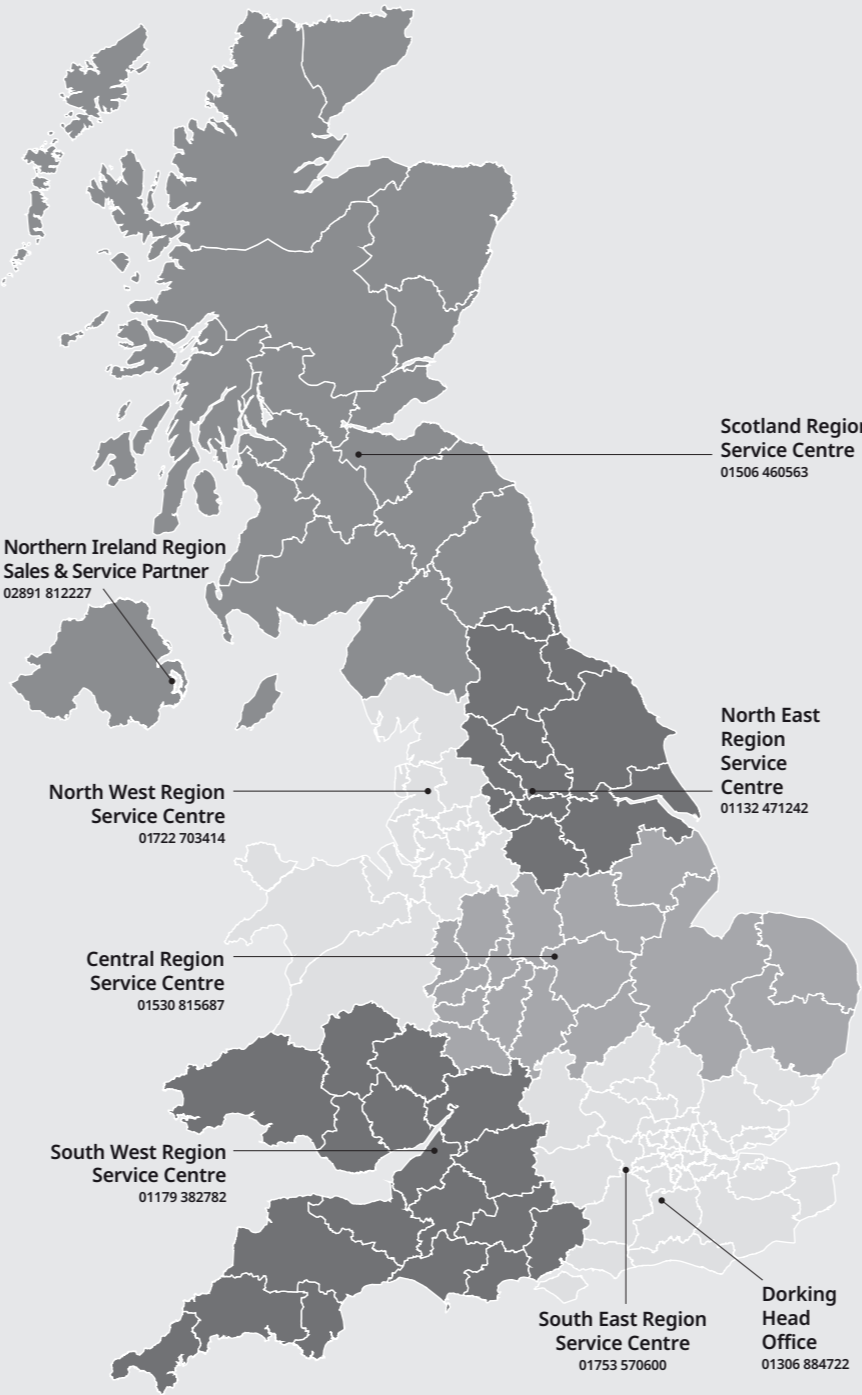 Scotland Region
Service Centre
01506 460563
Northern Ireland Region
Sales & Service Partner
02891 812227
North East
Region
Service
Centre
01132 471242
North West Region
Service Centre
01722 703414
Central Region
Service Centre
01530 815687
South West Region
Service Centre
01179 382782
South East Region
Service Centre
01753 570600
Dorking
Head
Office
01306 884722